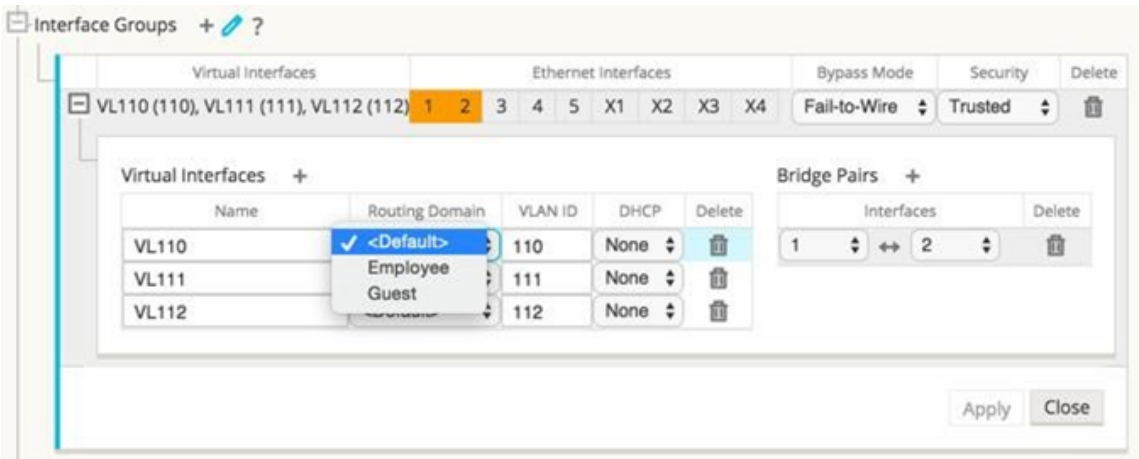 Interface Groups + ?
Virtual Interfaces Ethernet Interfaces Bypass Mode Security Delete
VL110 (110), VL111 (111), VL112 (112) 1 2 3 4 5 X1 X2 X3 X4 Fail-to-Wire Trusted
Virtual Interfaces + Bridge Pairs +
Name Routing Domain VLAN ID DHCP Delete Interfaces Delete
VL110 ✓ <Default> 110 None 1 ↔ 2
Employee
VL111 111 None
Guest
VL112 <Default> 112 None
Apply Close